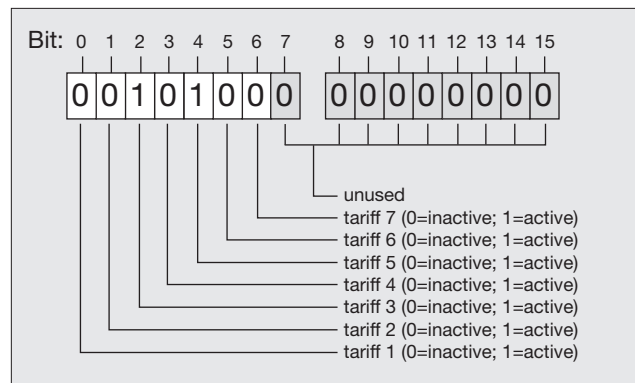 Bit: 0 1 2 3 4 5 6 7 8 9 10 11 12 13 14 15
0 0 1 0 1 0 0 0 0 0 0 0 0 0 0 0
unused
tariff 7 (0=inactive; 1=active)
tariff 6 (0=inactive; 1=active)
tariff 5 (0=inactive; 1=active)
tariff 4 (0=inactive; 1=active)
tariff 3 (0=inactive; 1=active)
tariff 2 (0=inactive; 1=active)
tariff 1 (0=inactive; 1=active)